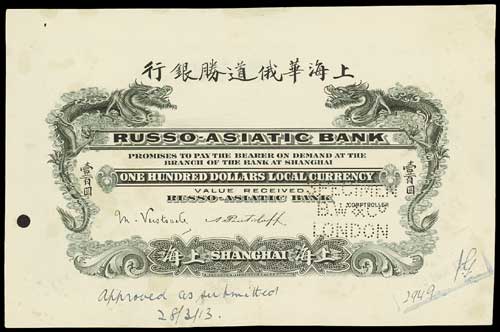 行銀勝道俄華海上
RUSSO-ASIATIC BANK
PROMISES TO PAY THE BEARER ON DEMAND AT THE
BRANCH OF THE BANK AT SHANGHAI
壹百圓
ONE HUNDRED DOLLARS LOCAL CURRENCY
壹百圓
VALUE RECEIVED
SPECIMEN
RUSSO-ASIATIC BANK
COMPTROLLER
B.W & Co
LONDON
海上 SHANGHAI 海上
Approved as submitted
28/3/13.
2949